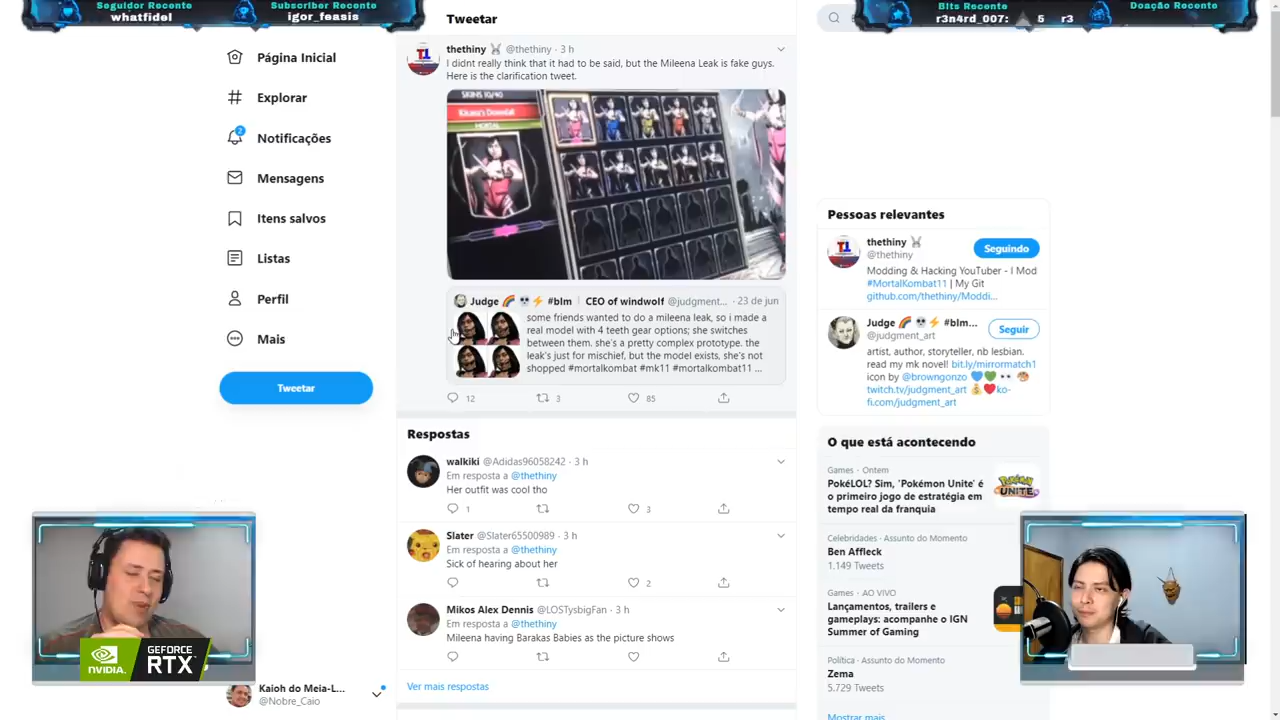 Seguidor Recente
whatfidel
Subscriber Recente
igor_feasis
Bits Recente
r3n4rd_007: 5 r3
Doação Recente
Página Inicial
Explorar
2
Notificações
Mensagens
Itens salvos
Listas
Perfil
Mais
Tweetar
Kaioh do Meia-L...
@Nobre_Caio
Tweetar
thethiny @thethiny · 3 h
I didnt really think that it had to be said, but the Mileena Leak is fake guys.
Here is the clarification tweet.
SKINS 10/40
Kitana's Downfall
Judge #blm | CEO of windwolf @judgment... · 23 de jun
some friends wanted to do a mileena leak, so i made a
real model with 4 teeth gear options; she switches
between them. she's a pretty complex prototype. the
leak's just for mischief, but the model exists, she's not
shopped #mortalkombat #mk11 #mortalkombat11 ...
12 3 85
Respostas
walkiki @Adidas96058242 · 3 h
Em resposta a @thethiny
Her outfit was cool tho
1 3
Slater @Slater65500989 · 3 h
Em resposta a @thethiny
Sick of hearing about her
2
Mikos Alex Dennis @LOSTysbigFan · 3 h
Em resposta a @thethiny
Mileena having Barakas Babies as the picture shows
Ver mais respostas
Pessoas relevantes
thethiny
@thethiny
Seguindo
Modding & Hacking YouTuber - I Mod
#MortalKombat11 | My Git
github.com/thethiny/Moddi...
Judge #blm...
@judgment_art
Seguir
artist, author, storyteller, nb lesbian.
read my mk novel! bit.ly/mirrormatch1
icon by @browngonzo
twitch.tv/judgment_art ko-
fi.com/judgment_art
O que está acontecendo
Games · Ontem
PokéLOL? Sim, 'Pokémon Unite' é
o primeiro jogo de estratégia em
tempo real da franquia
POKÉMON
UNITE
Celebridades · Assunto do Momento
Ben Affleck
1.149 Tweets
Games · AO VIVO
Lançamentos, trailers e
gameplays: acompanhe o IGN
Summer of Gaming
Política · Assunto do Momento
Zema
5.729 Tweets
Mostrar mais
NVIDIA.
GEFORCE
RTX